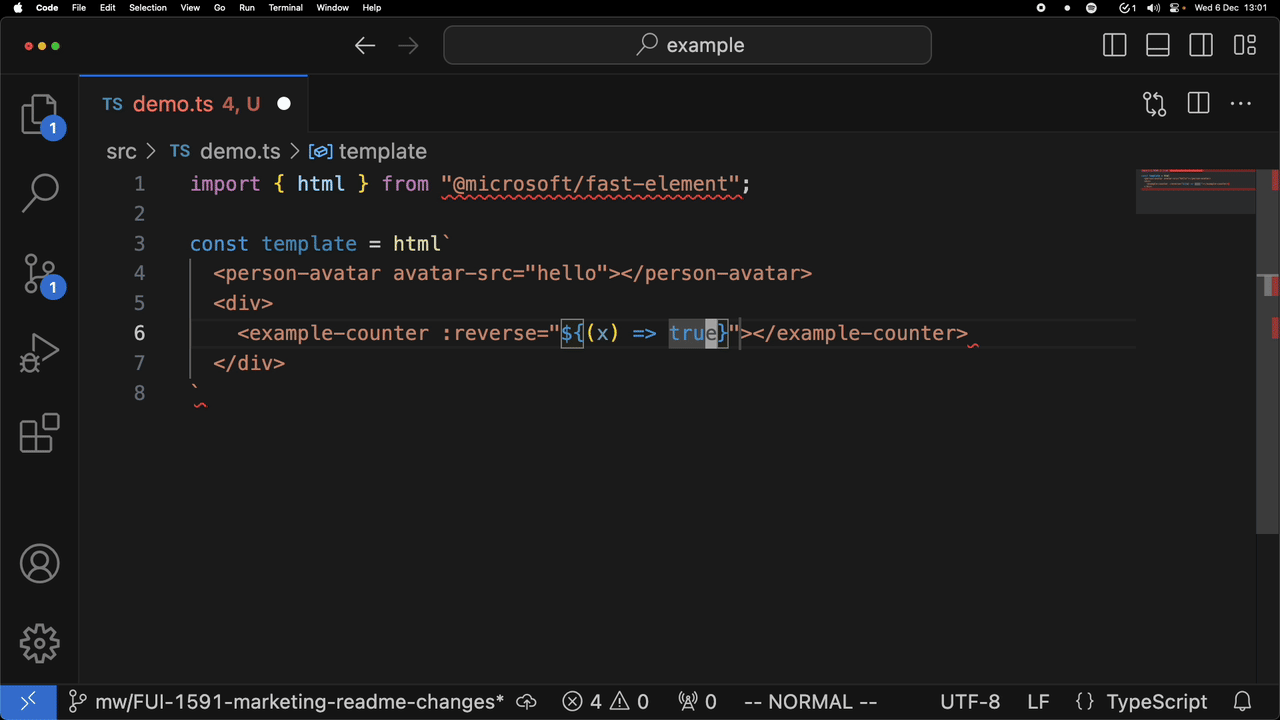 Code File Edit Selection View Go Run Terminal Window Help 1 Wed 6 Dec 13:01
example
1
TS demo.ts 4, U
src > TS demo.ts > template
1 import { html } from "@microsoft/fast-element";
2
3 const template = html`
4 <person-avatar avatar-src="hello"></person-avatar>
5 <div>
6 <example-counter :reverse="${(x) => true}"></example-counter>
7 </div>
8 `
1
mw/FUI-1591-marketing-readme-changes* 4 0 0 -- NORMAL -- UTF-8 LF {} TypeScript